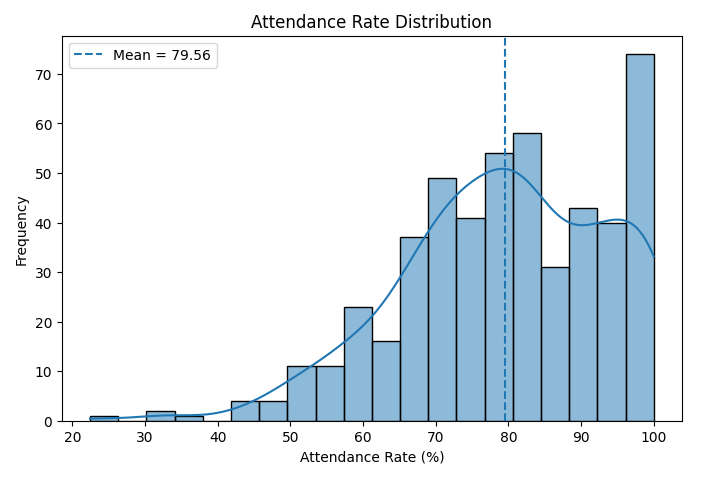 Attendance Rate Distribution
Mean = 79.56
70
60
50
40
30
20
10
0
Frequency
20 30 40 50 60 70 80 90 100
Attendance Rate (%)